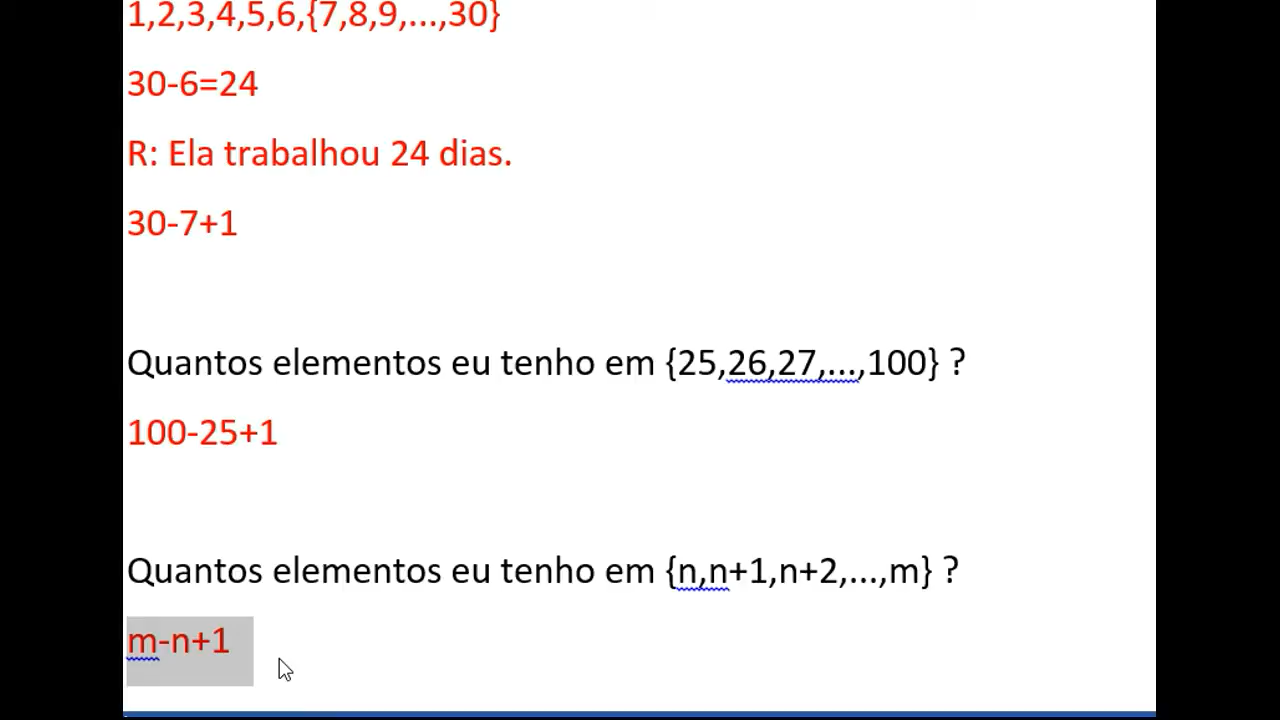 1,2,3,4,5,6,{7,8,9,...,30}
30-6=24
R: Ela trabalhou 24 dias.
30-7+1
Quantos elementos eu tenho em {25,26,27,...,100} ?
100-25+1
Quantos elementos eu tenho em {n,n+1,n+2,...,m} ?
m-n+1